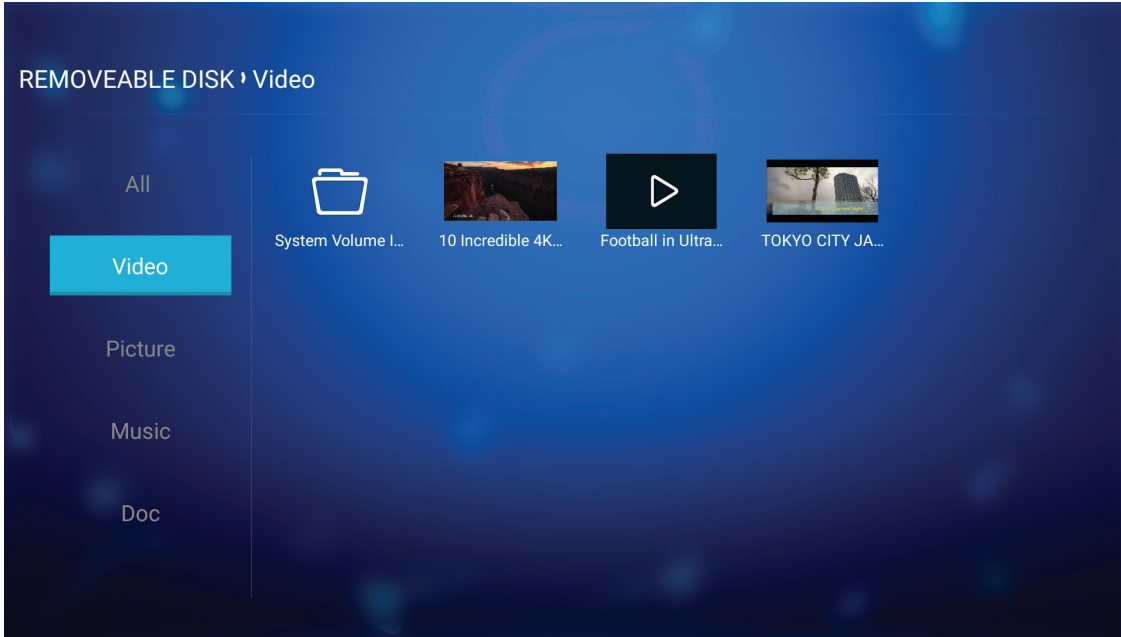 REMOVEABLE DISK › Video
All
Video
Picture
Music
Doc
System Volume I...
10 Incredible 4K...
Football in Ultra...
TOKYO CITY JA...